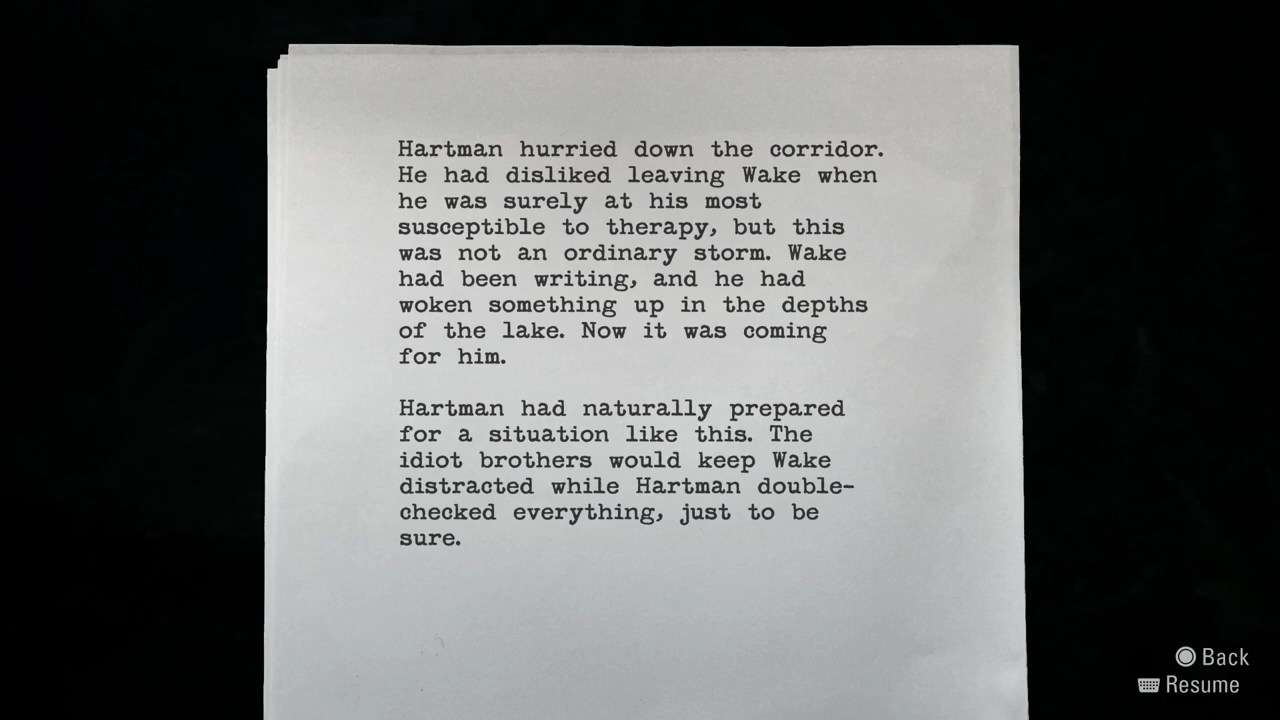 Hartman hurried down the corridor.
He had disliked leaving Wake when
he was surely at his most
susceptible to therapy, but this
was not an ordinary storm. Wake
had been writing, and he had
woken something up in the depths
of the lake. Now it was coming
for him.
Hartman had naturally prepared
for a situation like this. The
idiot brothers would keep Wake
distracted while Hartman double-
checked everything, just to be
sure.
Back
Resume